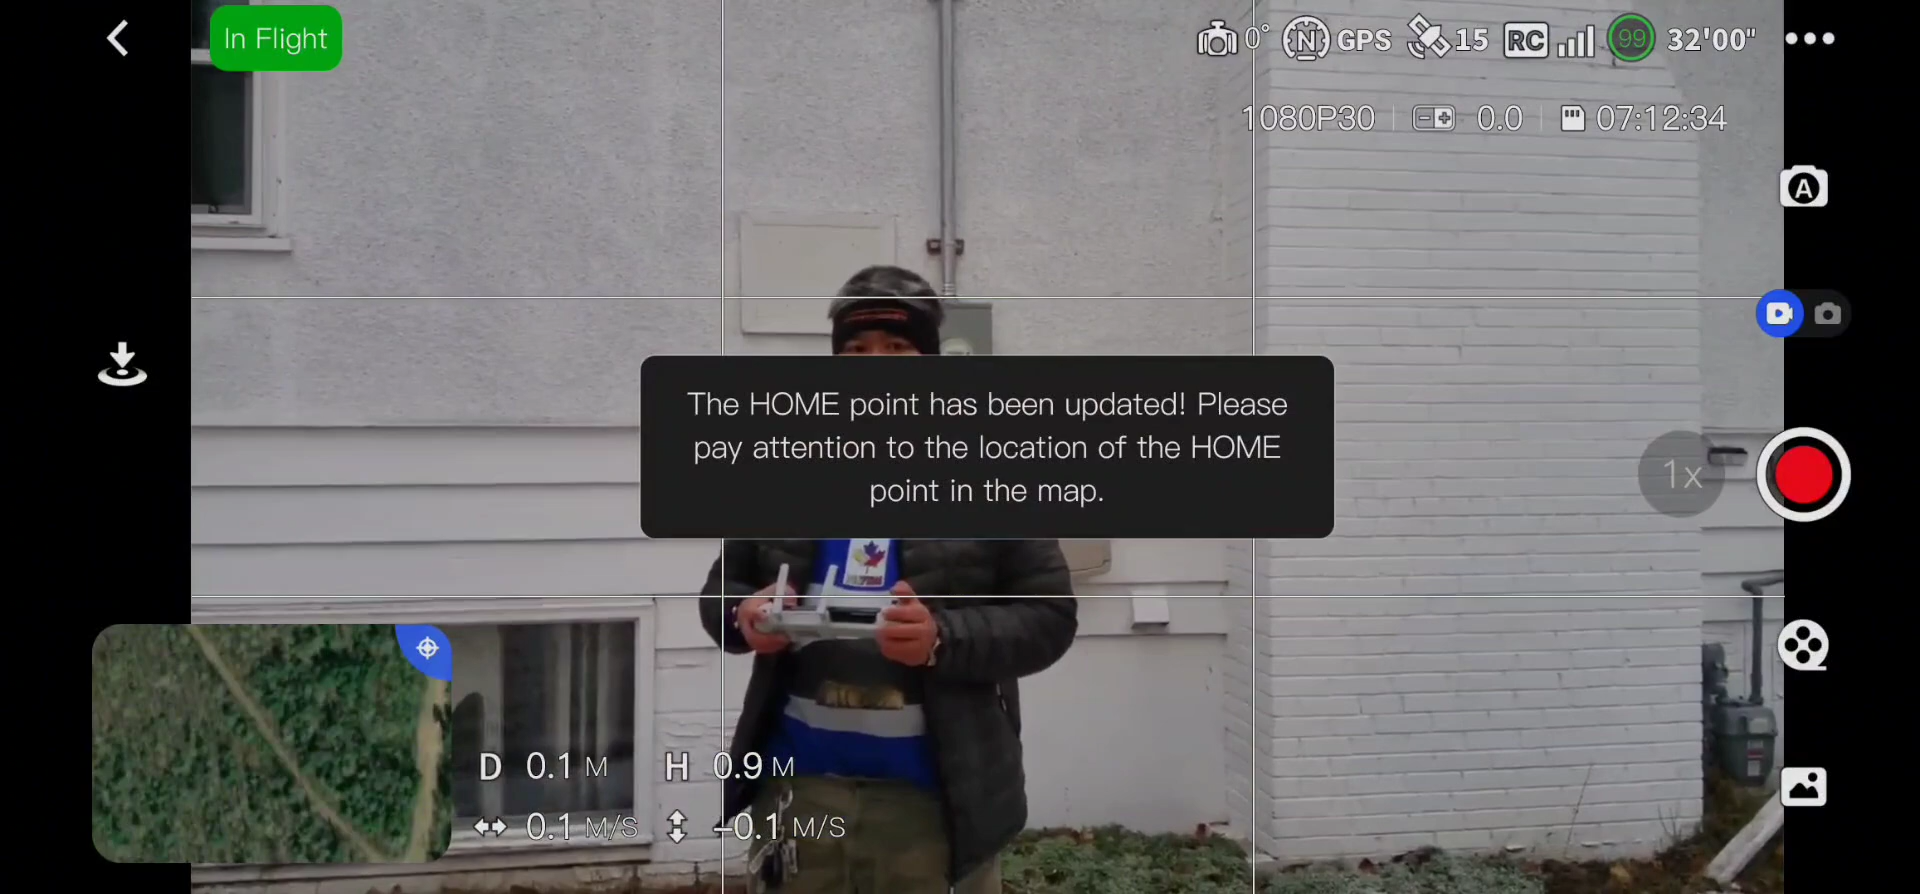 In Flight
0° N GPS 15 RC 99 32'00"
1080P30 0.0 07:12:34
A
The HOME point has been updated! Please
pay attention to the location of the HOME
point in the map.
1x
D 0.1 M H 0.9 M
0.1 M/S -0.1 M/S